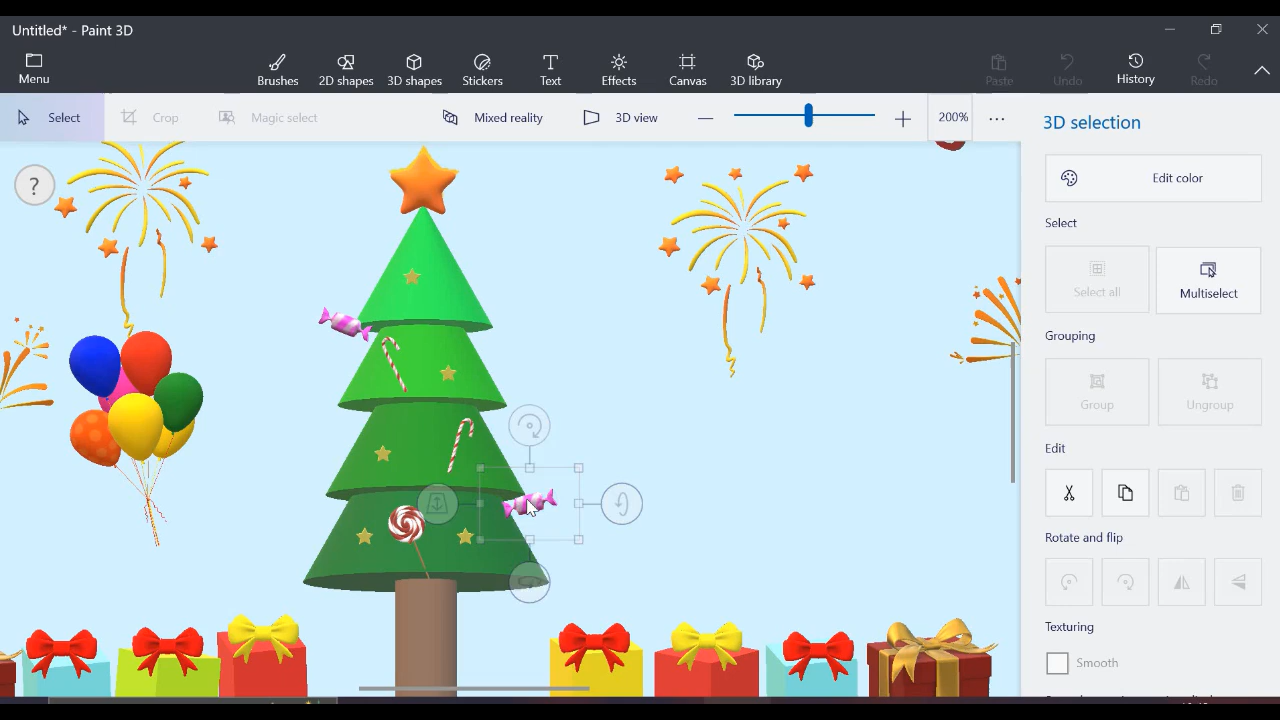 Untitled* - Paint 3D
Menu
Brushes
2D shapes
3D shapes
Stickers
Text
Effects
Canvas
3D library
Paste
Undo
History
Redo
Select
Crop
Magic select
Mixed reality
3D view
200%
?
3D selection
Edit color
Select
Select all
Multiselect
Grouping
Group
Ungroup
Edit
Rotate and flip
Texturing
Smooth